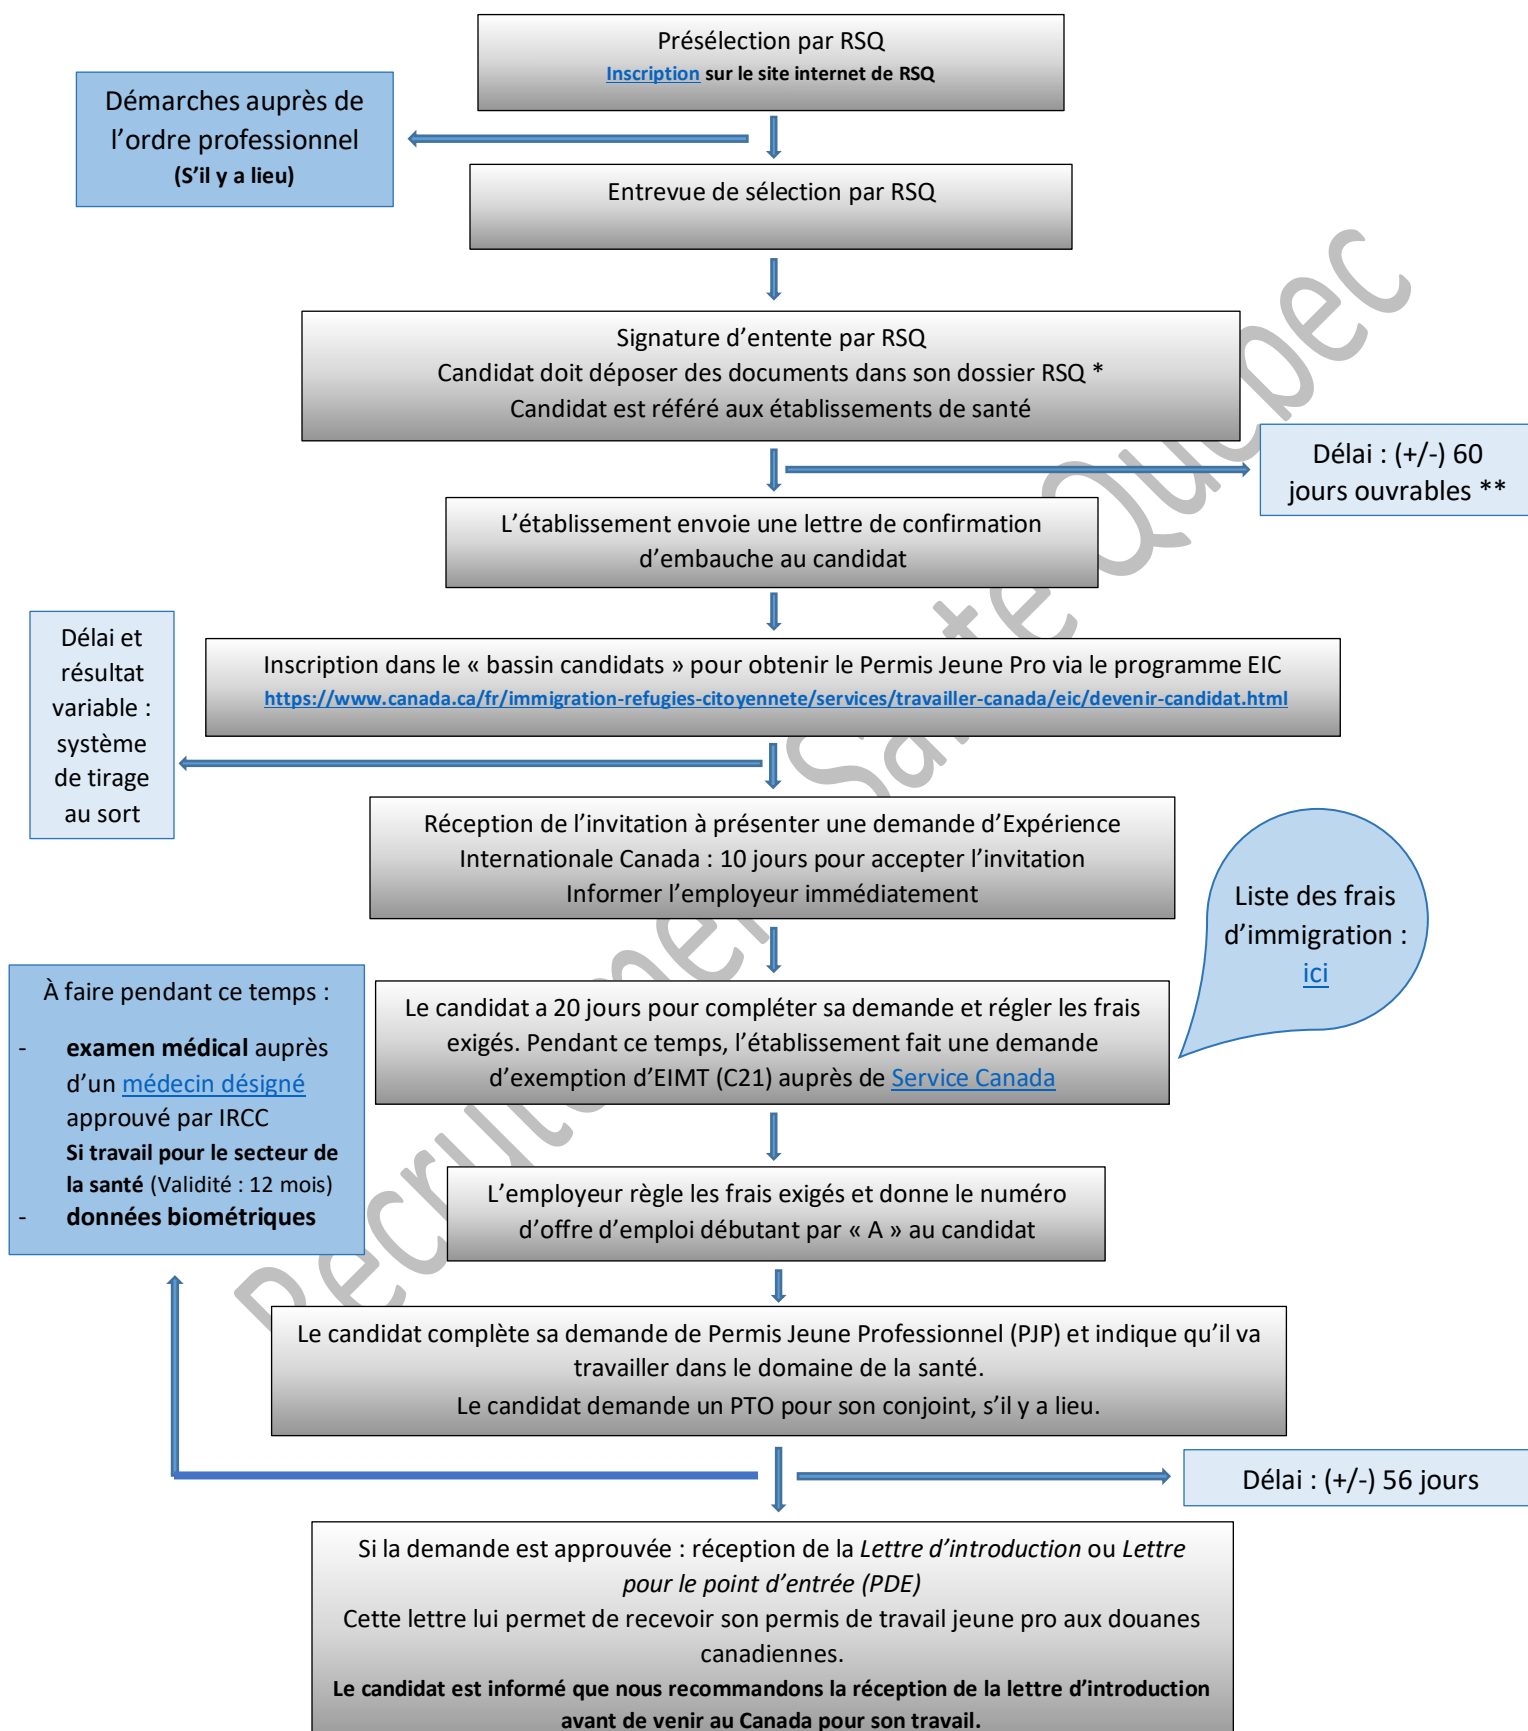 Présélection par RSQ
Inscription sur le site internet de RSQ
Démarches auprès de
l’ordre professionnel
(S’il y a lieu)
Entrevue de sélection par RSQ
Signature d’entente par RSQ
Candidat doit déposer des documents dans son dossier RSQ *
Candidat est référé aux établissements de santé
Délai : (+/-) 60
jours ouvrables **
L’établissement envoie une lettre de confirmation
d’embauche au candidat
Inscription dans le « bassin candidats » pour obtenir le Permis Jeune Pro via le programme EIC
https://www.canada.ca/fr/immigration-refugies-citoyennete/services/travailler-canada/eic/devenir-candidat.html
Délai et
résultat
variable :
système
de tirage
au sort
Réception de l’invitation à présenter une demande d’Expérience
Internationale Canada : 10 jours pour accepter l’invitation
Informer l’employeur immédiatement
Liste des frais
d’immigration :
ici
Le candidat a 20 jours pour compléter sa demande et régler les frais
exigés. Pendant ce temps, l’établissement fait une demande
d’exemption d’EIMT (C21) auprès de Service Canada
À faire pendant ce temps :
- examen médical auprès
d’un médecin désigné
approuvé par IRCC
Si travail pour le secteur de
la santé (Validité : 12 mois)
- données biométriques
L’employeur règle les frais exigés et donne le numéro
d’offre d’emploi débutant par « A » au candidat
Le candidat complète sa demande de Permis Jeune Professionnel (PJP) et indique qu’il va
travailler dans le domaine de la santé.
Le candidat demande un PTO pour son conjoint, s’il y a lieu.
Délai : (+/-) 56 jours
Si la demande est approuvée : réception de la Lettre d’introduction ou Lettre
pour le point d’entrée (PDE)
Cette lettre lui permet de recevoir son permis de travail jeune pro aux douanes
canadiennes.
Le candidat est informé que nous recommandons la réception de la lettre d’introduction
avant de venir au Canada pour son travail.